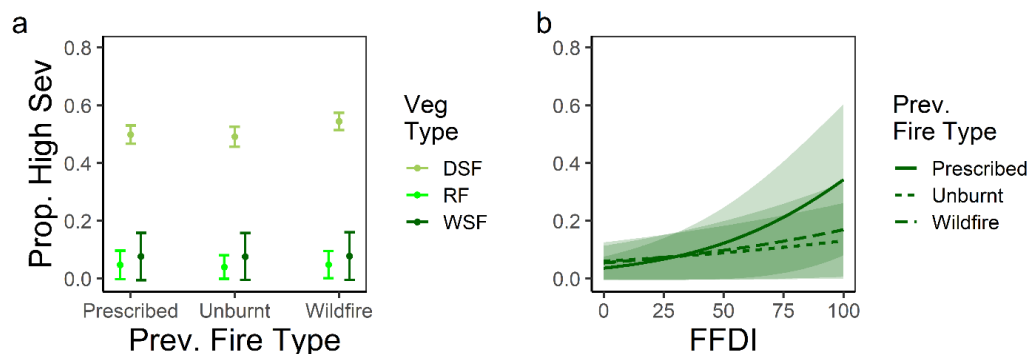 a
Prop. High Sev
0.8
0.6
0.4
0.2
0.0
Prescribed Unburnt Wildfire
Prev. Fire Type
Veg
Type
DSF
RF
WSF
b
0.8
0.6
0.4
0.2
0.0
0 25 50 75 100
FFDI
Prev.
Fire Type
Prescribed
Unburnt
Wildfire